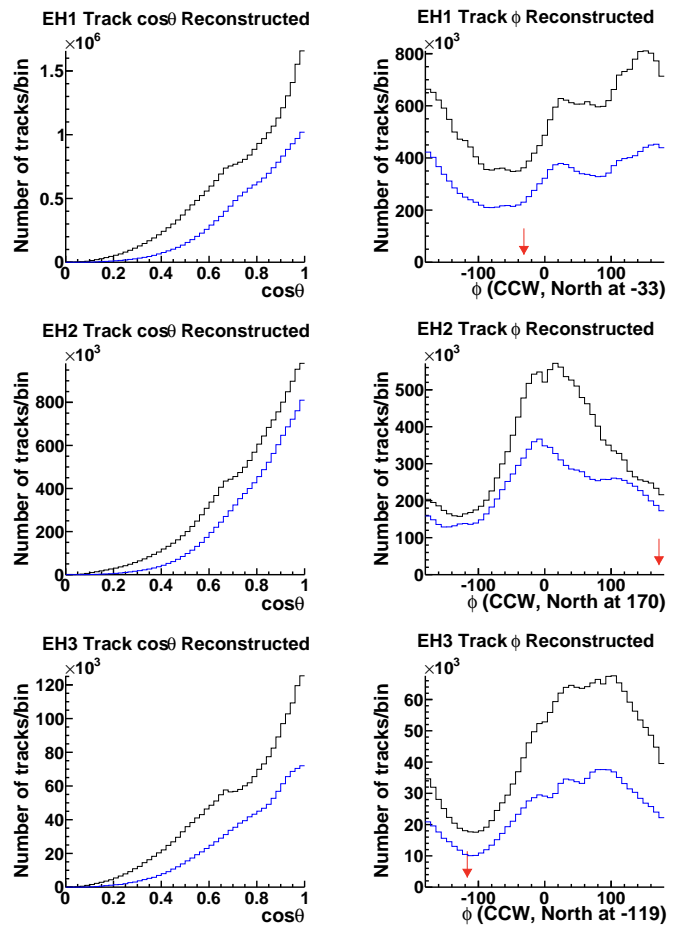 EH1 Track cosθ Reconstructed
×10⁶
Number of tracks/bin
1.5
1
0.5
0
0 0.2 0.4 0.6 0.8 1
cosθ
EH1 Track ϕ Reconstructed
×10³
Number of tracks/bin
800
600
400
200
0
-100 0 100
ϕ (CCW, North at -33)
EH2 Track cosθ Reconstructed
×10³
Number of tracks/bin
800
600
400
200
0
0 0.2 0.4 0.6 0.8 1
cosθ
EH2 Track ϕ Reconstructed
×10³
Number of tracks/bin
500
400
300
200
100
0
-100 0 100
ϕ (CCW, North at 170)
EH3 Track cosθ Reconstructed
×10³
Number of tracks/bin
120
100
80
60
40
20
0
0 0.2 0.4 0.6 0.8 1
cosθ
EH3 Track ϕ Reconstructed
×10³
Number of tracks/bin
60
50
40
30
20
10
0
-100 0 100
ϕ (CCW, North at -119)